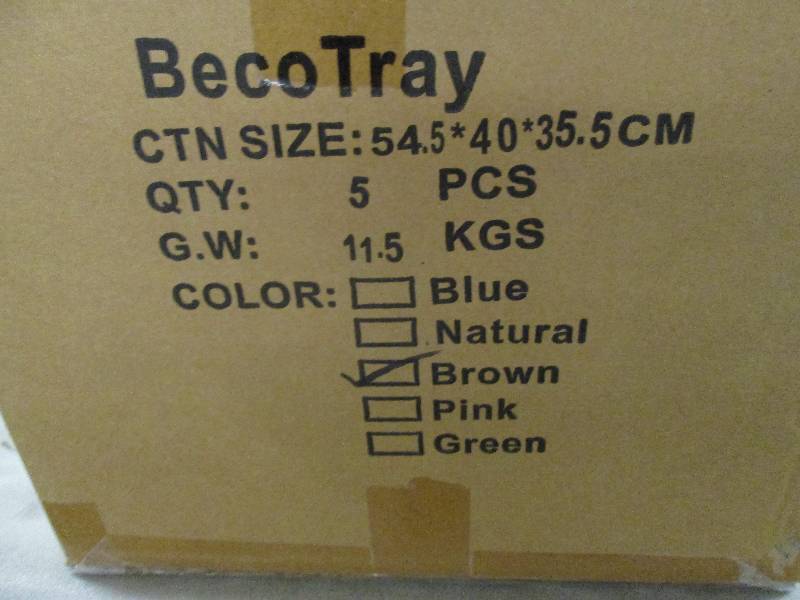 BecoTray
CTN SIZE: 54.5*40*35.5CM
QTY: 5 PCS
G.W: 11.5 KGS
COLOR: Blue
Natural
Brown
Pink
Green